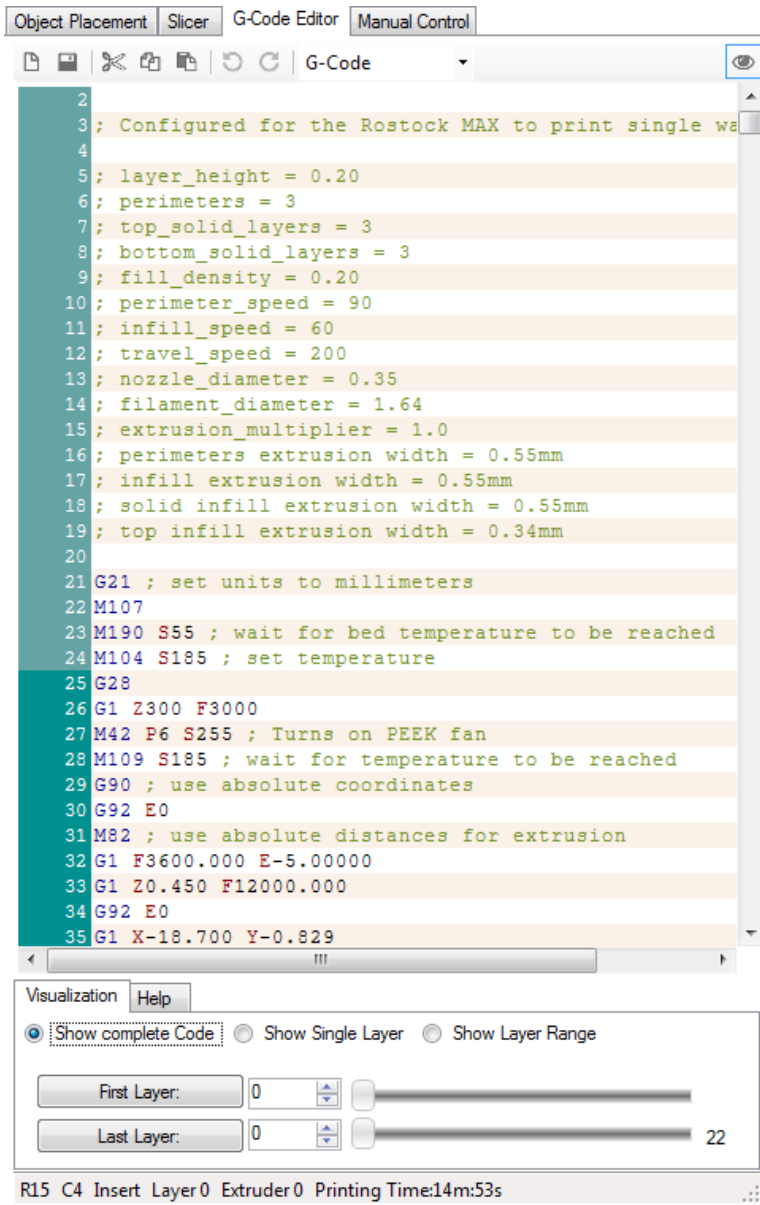 Object Placement Slicer G-Code Editor Manual Control
G-Code
2
3 ; Configured for the Rostock MAX to print single
4
5 ; layer_height = 0.20
6 ; perimeters = 3
7 ; top_solid_layers = 3
8 ; bottom_solid_layers = 3
9 ; fill_density = 0.20
10 ; perimeter_speed = 90
11 ; infill_speed = 60
12 ; travel_speed = 200
13 ; nozzle_diameter = 0.35
14 ; filament_diameter = 1.64
15 ; extrusion_multiplier = 1.0
16 ; perimeters extrusion width = 0.55mm
17 ; infill extrusion width = 0.55mm
18 ; solid infill extrusion width = 0.55mm
19 ; top infill extrusion width = 0.34mm
20
21 G21 ; set units to millimeters
22 M107
23 M190 S55 ; wait for bed temperature to be reached
24 M104 S185 ; set temperature
25 G28
26 G1 Z300 F3000
27 M42 P6 S255 ; Turns on PEEK fan
28 M109 S185 ; wait for temperature to be reached
29 G90 ; use absolute coordinates
30 G92 E0
31 M82 ; use absolute distances for extrusion
32 G1 F3600.000 E-5.00000
33 G1 Z0.450 F12000.000
34 G92 E0
35 G1 X-18.700 Y-0.829
Visualization Help
Show complete Code Show Single Layer Show Layer Range
First Layer: 0
Last Layer: 0 22
R15 C4 Insert Layer 0 Extruder 0 Printing Time:14m:53s